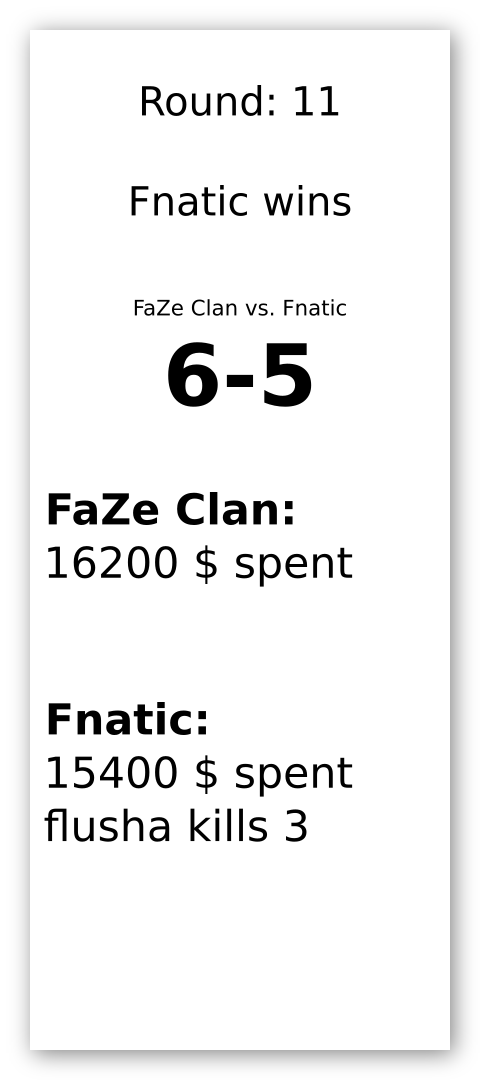 Round: 11
Fnatic wins
FaZe Clan vs. Fnatic
6-5
FaZe Clan:
16200 $ spent
Fnatic:
15400 $ spent
flusha kills 3